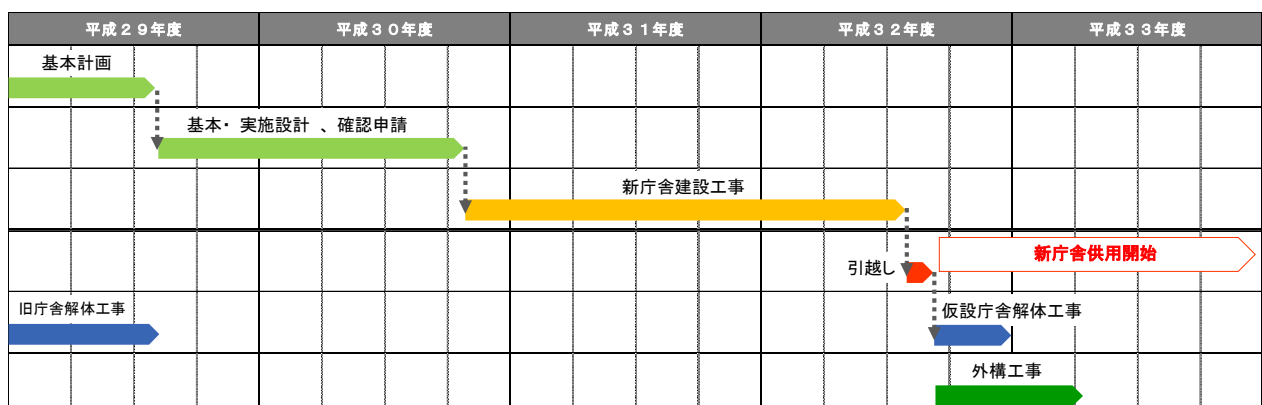 平成２９年度 平成３０年度 平成３１年度 平成３２年度 平成３３年度
基本計画
基本・ 実施設計 、確認申請
新庁舎建設工事
引越し 新庁舎供用開始
旧庁舎解体工事 仮設庁舎解体工事
外構工事